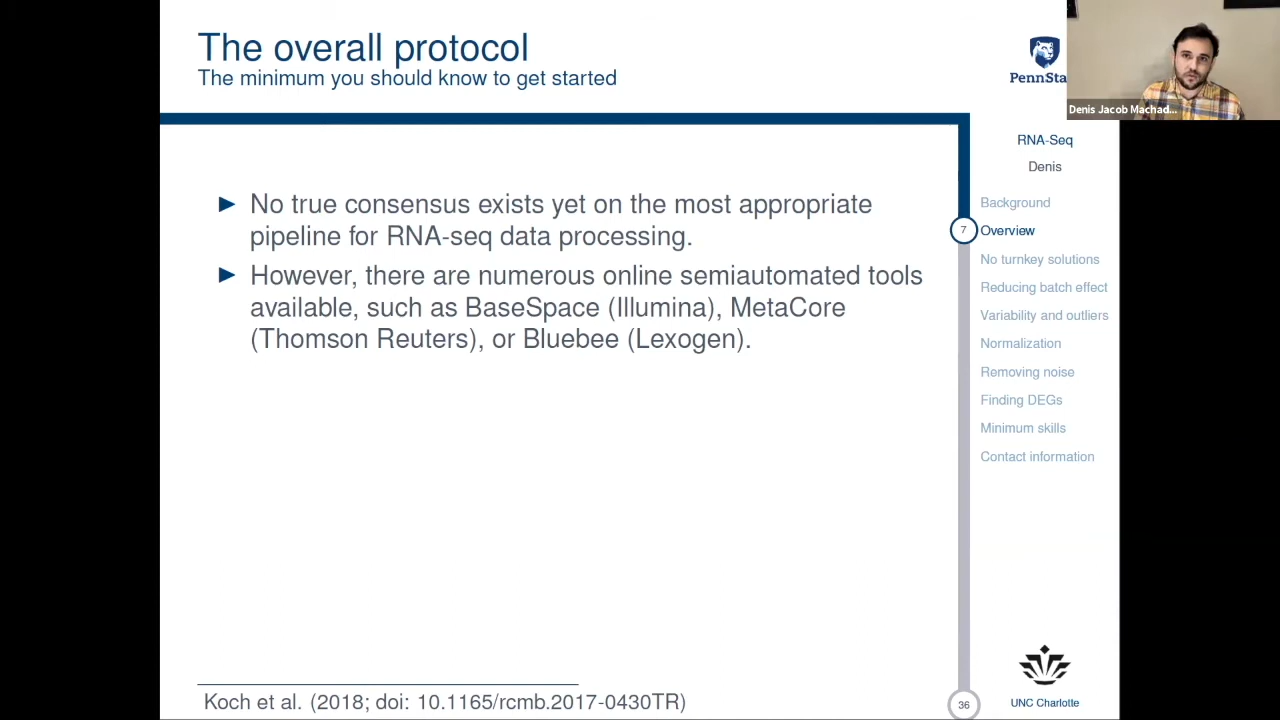 The overall protocol
The minimum you should know to get started
► No true consensus exists yet on the most appropriate
pipeline for RNA-seq data processing.
► However, there are numerous online semiautomated tools
available, such as BaseSpace (Illumina), MetaCore
(Thomson Reuters), or Bluebee (Lexogen).
Koch et al. (2018; doi: 10.1165/rcmb.2017-0430TR)
PennSta
Denis Jacob Machad...
RNA-Seq
Denis
Background
7 Overview
No turnkey solutions
Reducing batch effect
Variability and outliers
Normalization
Removing noise
Finding DEGs
Minimum skills
Contact information
36
UNC Charlotte